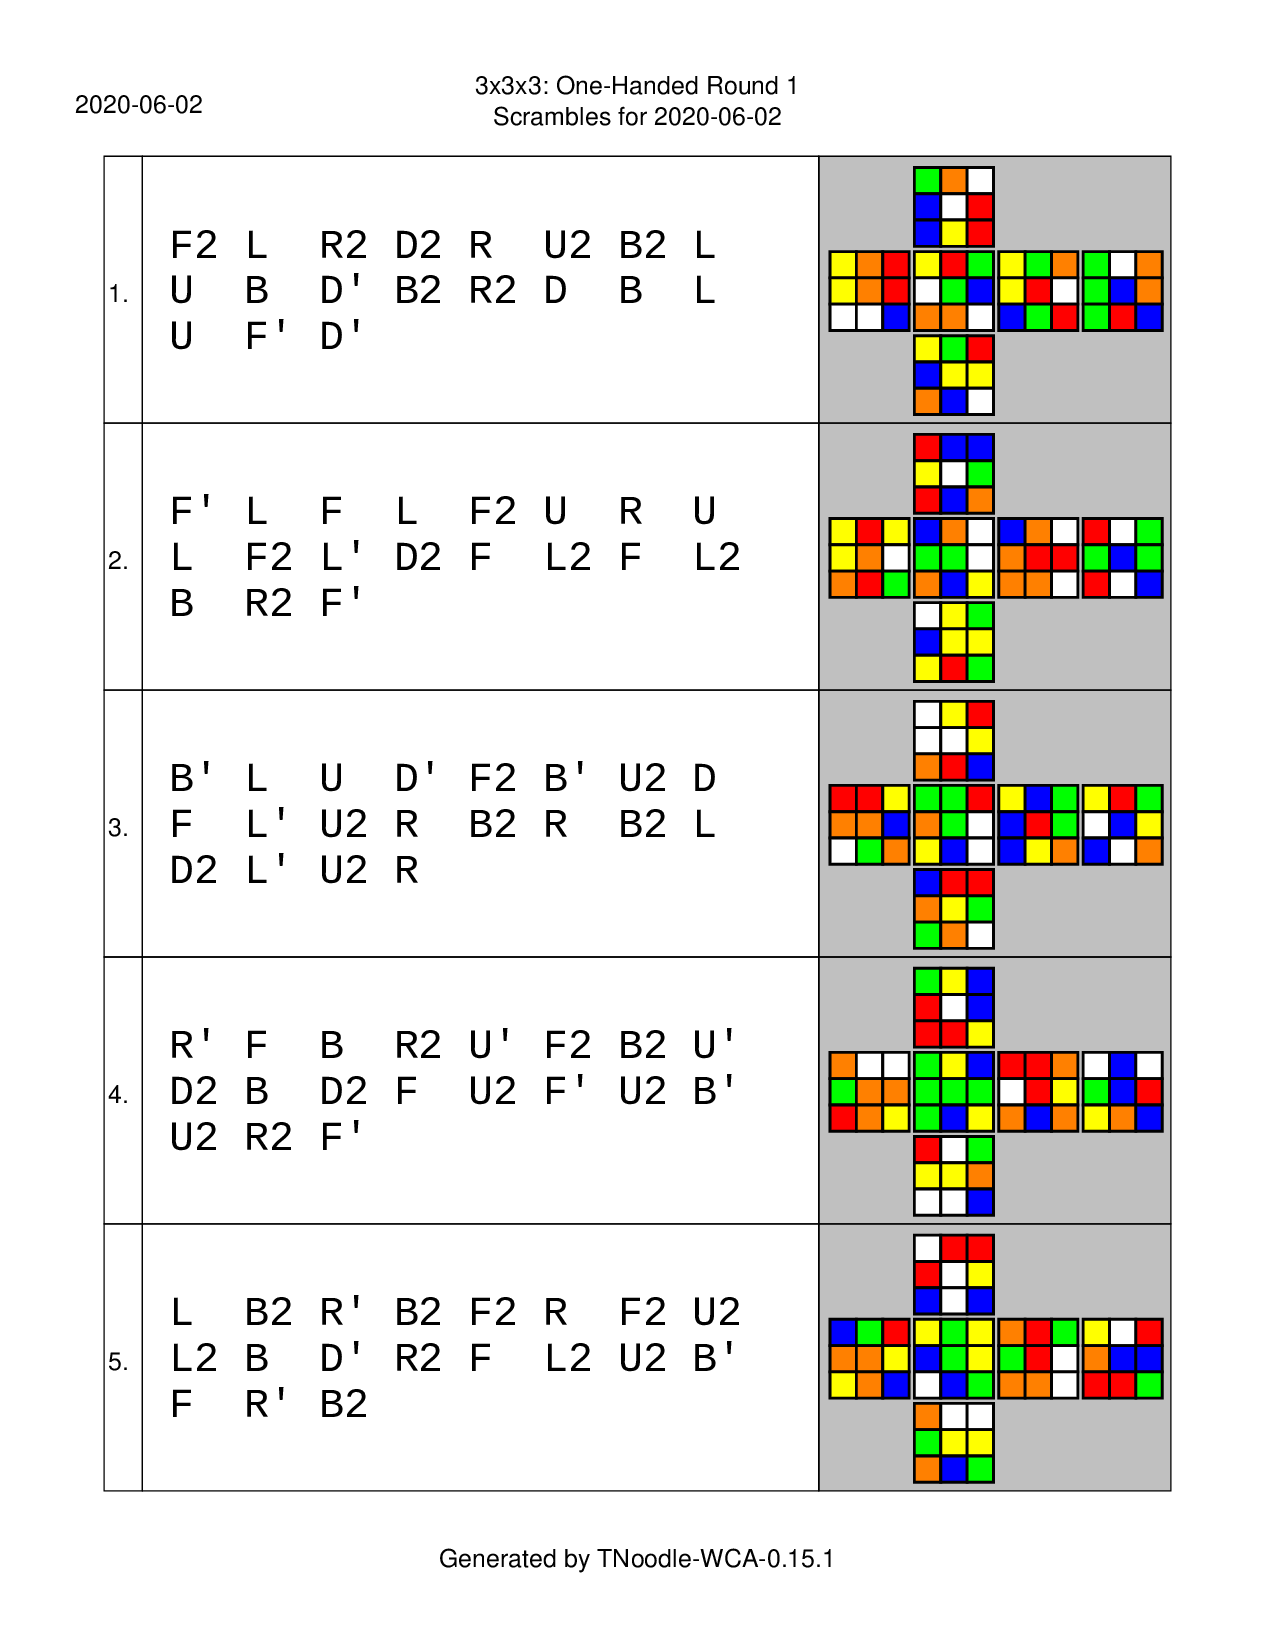 3x3x3: One-Handed Round 1
2020-06-02
Scrambles for 2020-06-02
1.
F2 L R2 D2 R U2 B2 L
U B D' B2 R2 D B L
U F' D'
2.
F' L F L F2 U R U
L F2 L' D2 F L2 F L2
B R2 F'
3.
B' L U D' F2 B' U2 D
F L' U2 R B2 R B2 L
D2 L' U2 R
4.
R' F B R2 U' F2 B2 U'
D2 B D2 F U2 F' U2 B'
U2 R2 F'
5.
L B2 R' B2 F2 R F2 U2
L2 B D' R2 F L2 U2 B'
F R' B2
Generated by TNoodle-WCA-0.15.1